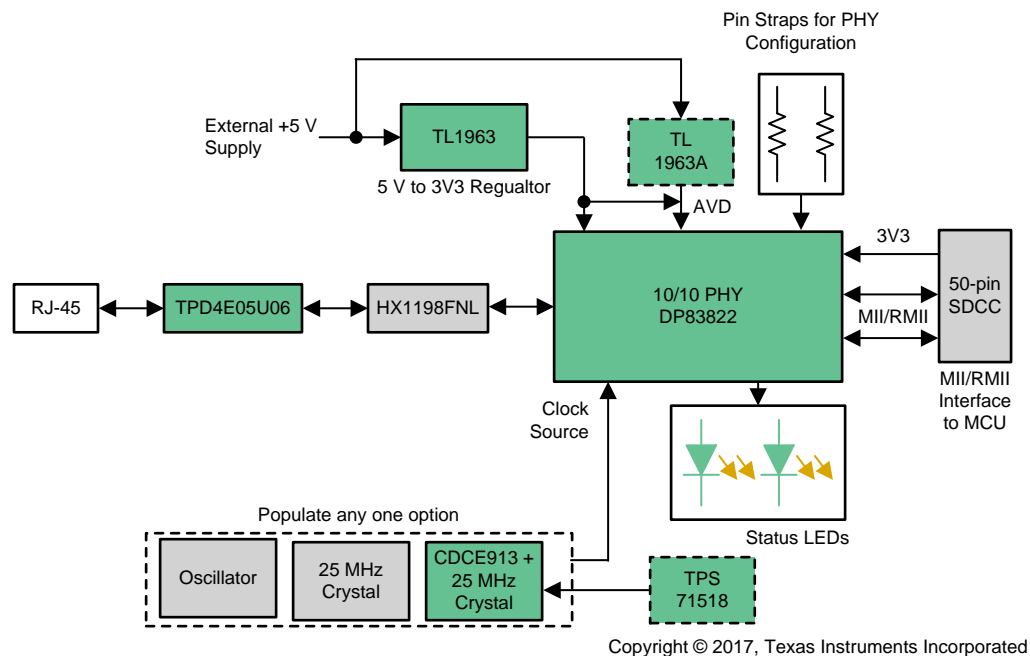 Pin Straps for PHY
Configuration
External +5 V
Supply
TL1963
5 V to 3V3 Regualtor
TL
1963A
AVD
3V3
10/10 PHY
DP83822
50-pin
SDCC
MII/RMII
RJ-45
TPD4E05U06
HX1198FNL
MII/RMII
Interface
to MCU
Clock
Source
Status LEDs
Populate any one option
Oscillator
25 MHz
Crystal
CDCE913 +
25 MHz
Crystal
TPS
71518
Copyright © 2017, Texas Instruments Incorporated